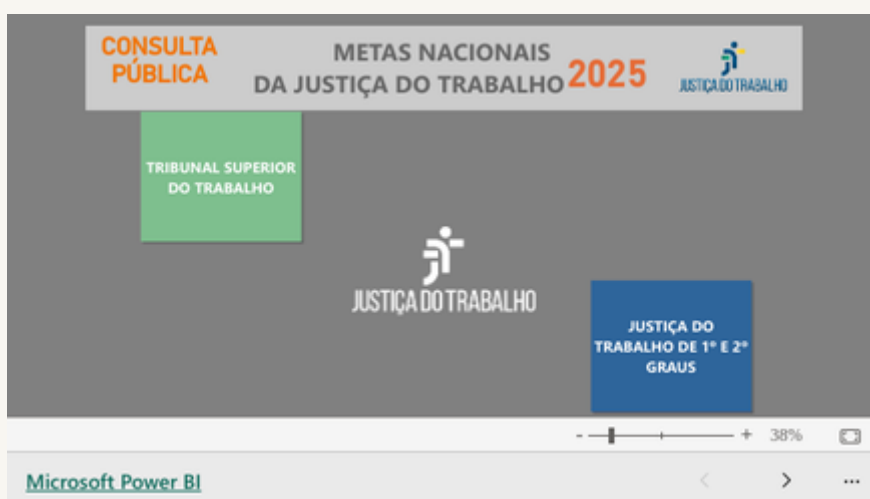 CONSULTA
PÚBLICA
METAS NACIONAIS
DA JUSTIÇA DO TRABALHO 2025
JUSTIÇA DO TRABALHO
TRIBUNAL SUPERIOR
DO TRABALHO
JUSTIÇA DO TRABALHO
JUSTIÇA DO
TRABALHO DE 1º E 2º
GRAUS
- + 38%
Microsoft Power BI